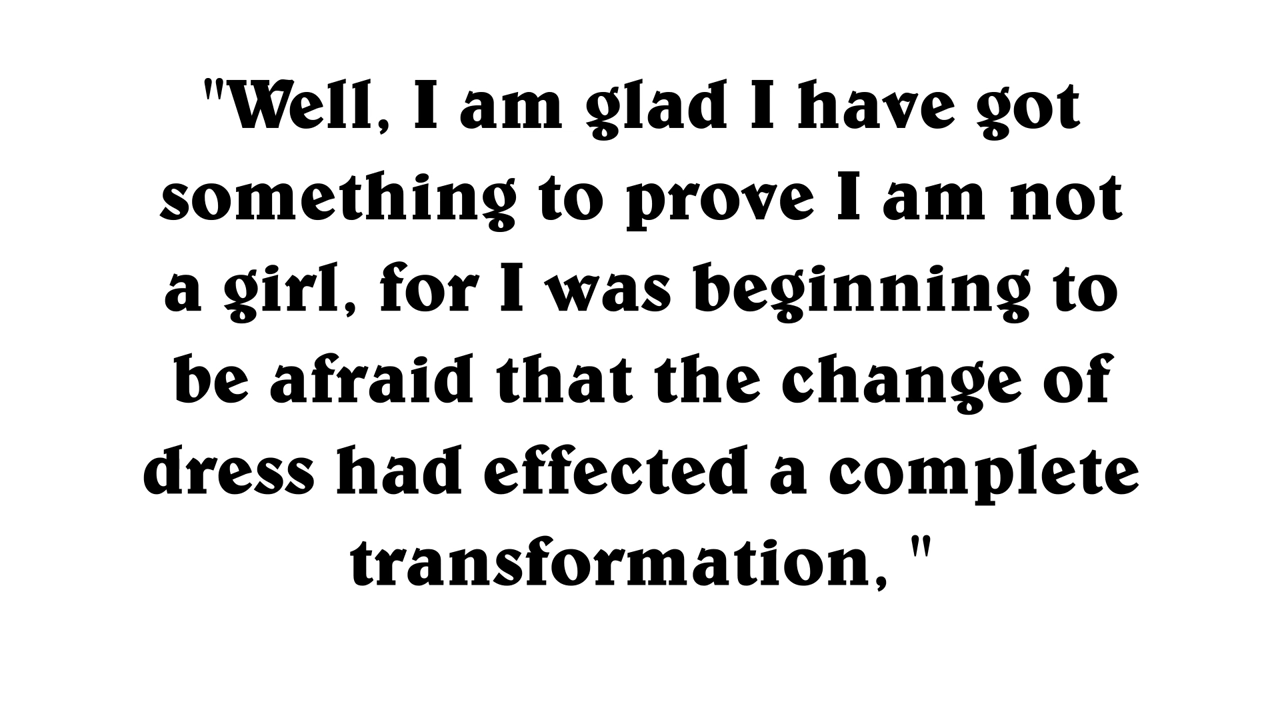 "Well, I am glad I have got
something to prove I am not
a girl, for I was beginning to
be afraid that the change of
dress had effected a complete
transformation, "